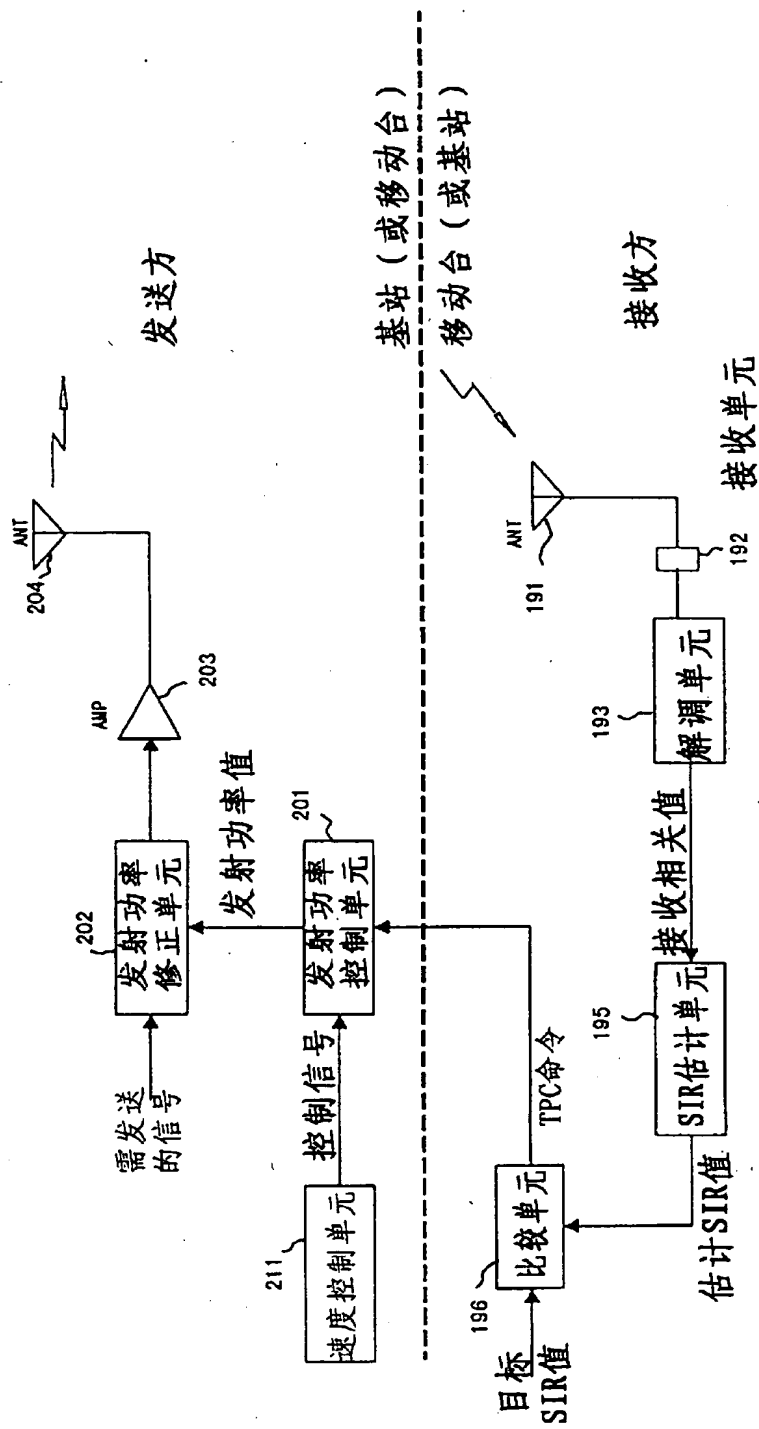 发送方
ANT
204
AMP
203
发射功率
修正单元
202
需发送
的信号
发射功率值
201
发射功率
控制单元
控制信号
211
速度控制单元
基站（或移动台）
移动台（或基站）
接收方
ANT
191
192
接收单元
193
解调单元
接收相关值
195
SIR估计单元
估计SIR值
TPC命令
196
比较单元
目标
SIR值